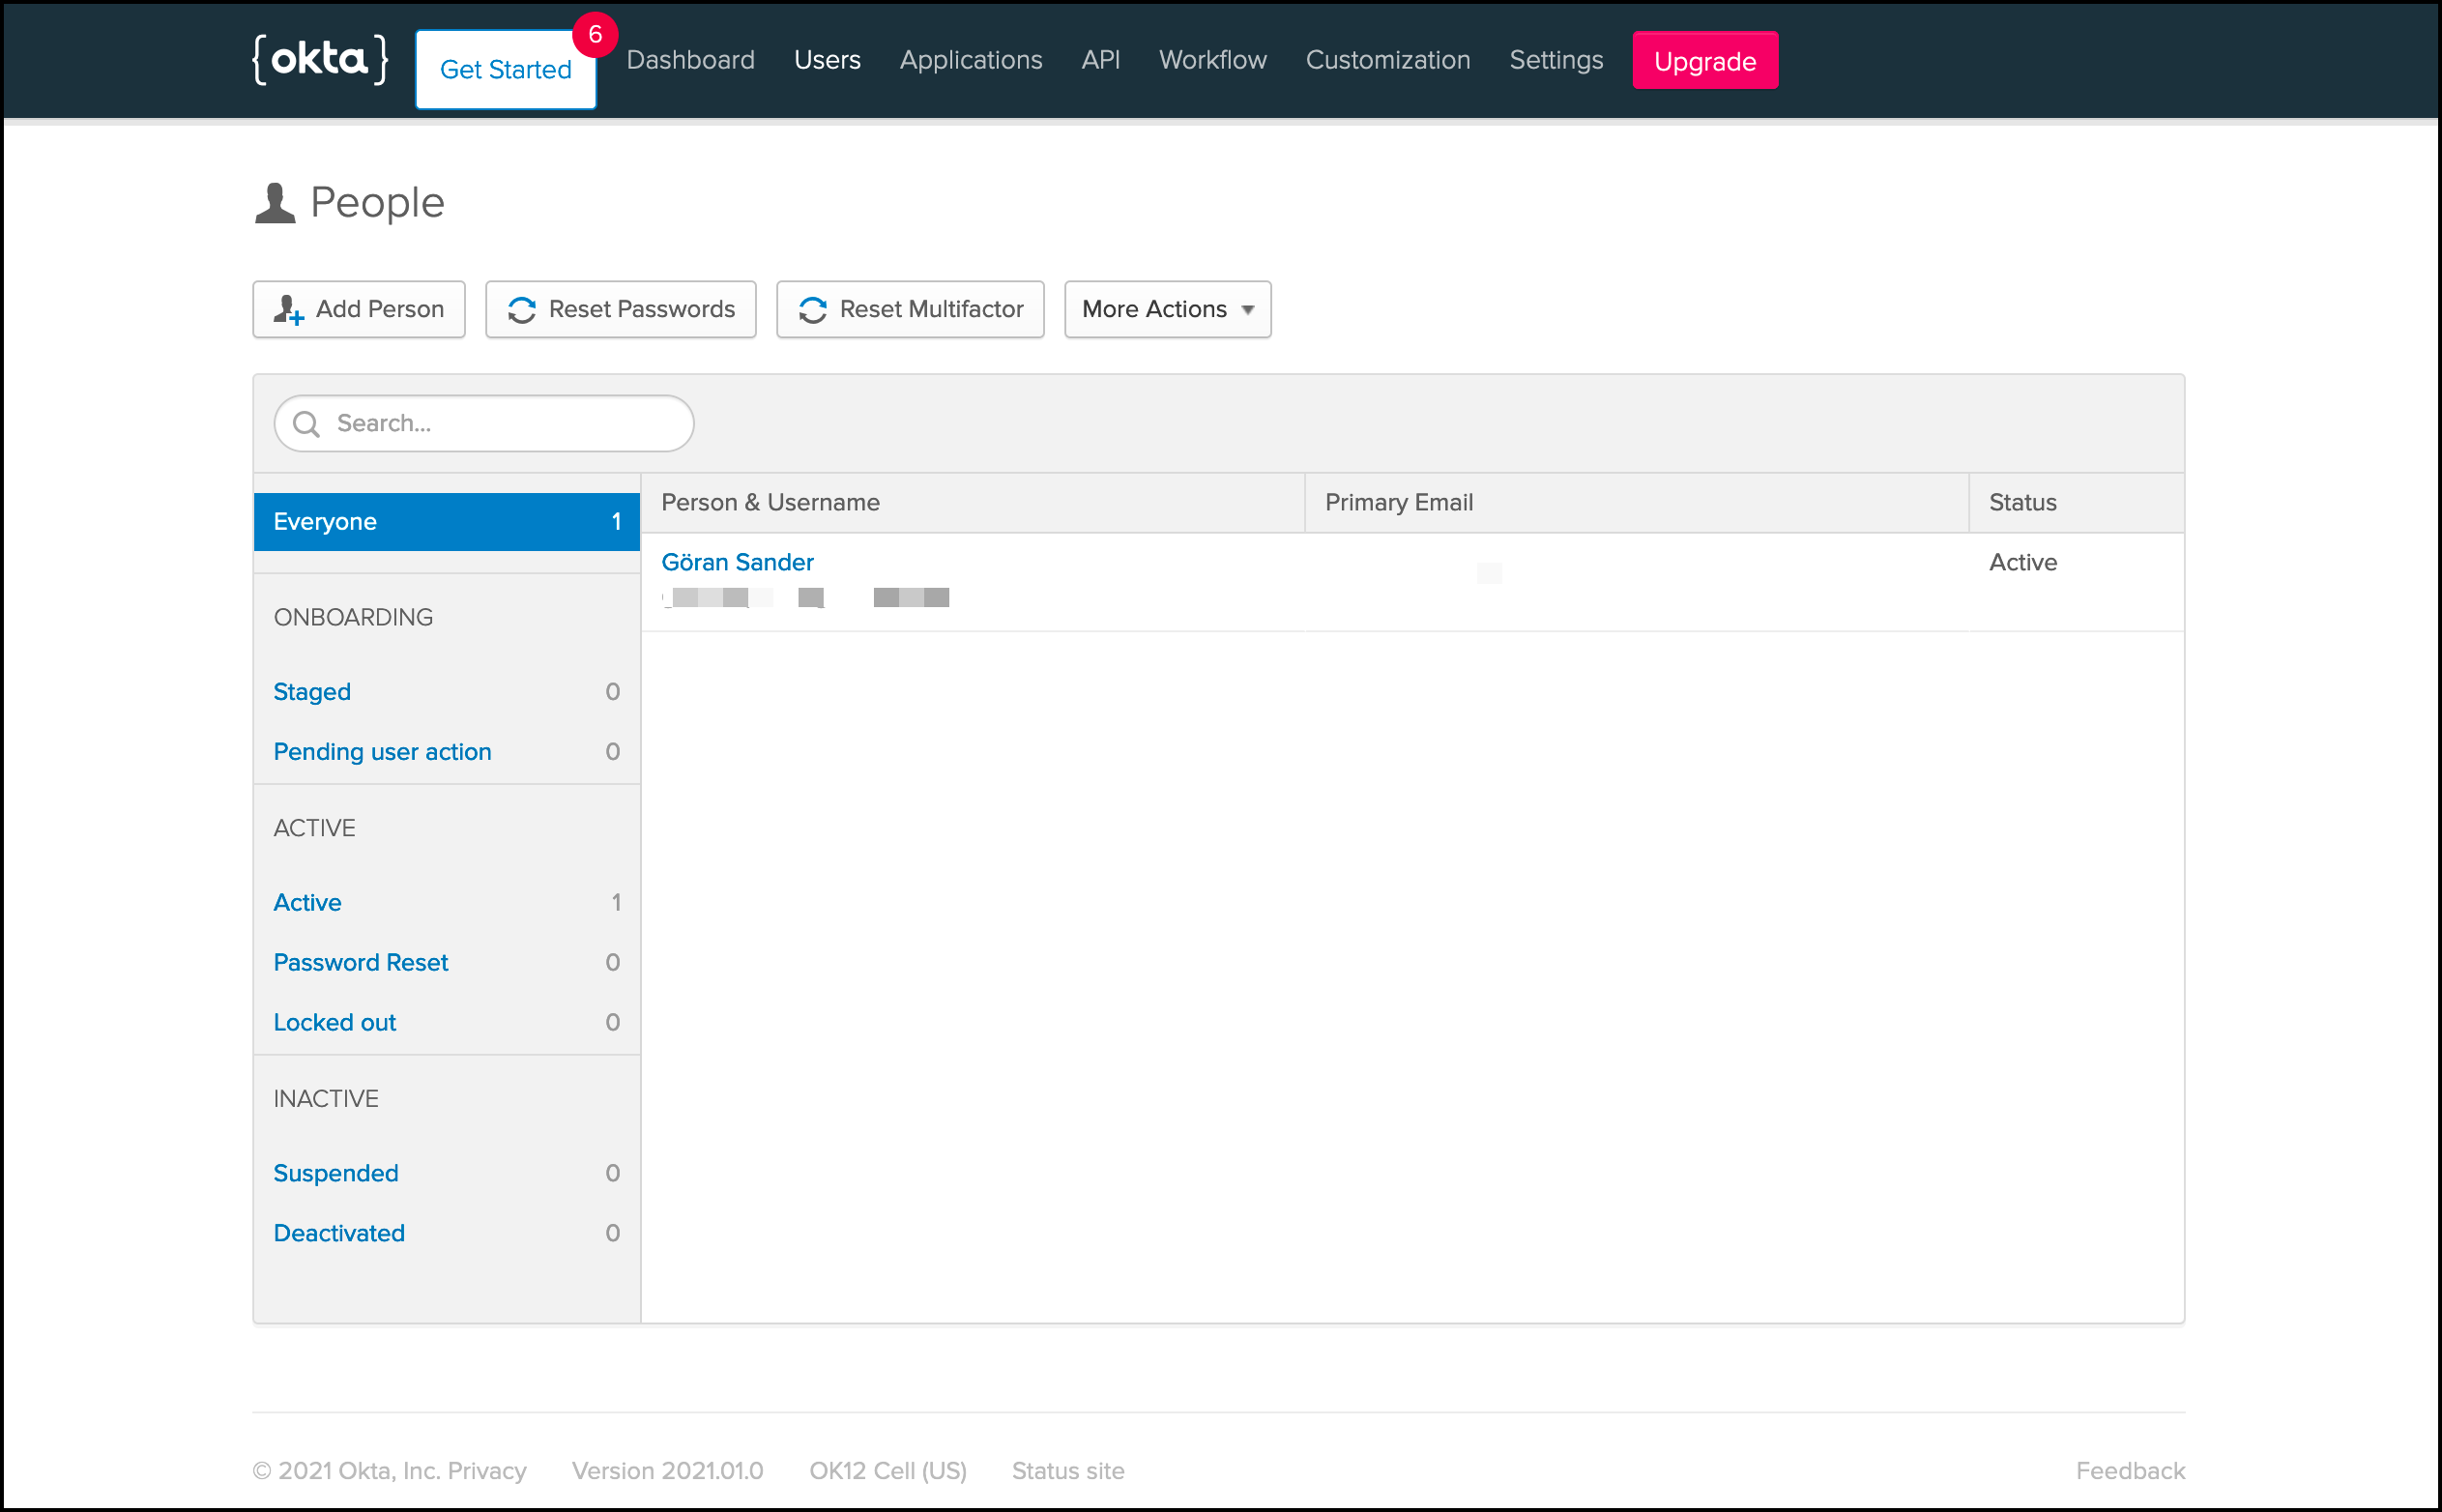 {okta} Get Started 6 Dashboard Users Applications API Workflow Customization Settings Upgrade
People
Add Person Reset Passwords Reset Multifactor More Actions
Search...
Person & Username Primary Email Status
Everyone 1
Göran Sander Active
ONBOARDING
Staged 0
Pending user action 0
ACTIVE
Active 1
Password Reset 0
Locked out 0
INACTIVE
Suspended 0
Deactivated 0
© 2021 Okta, Inc. Privacy Version 2021.01.0 OK12 Cell (US) Status site Feedback